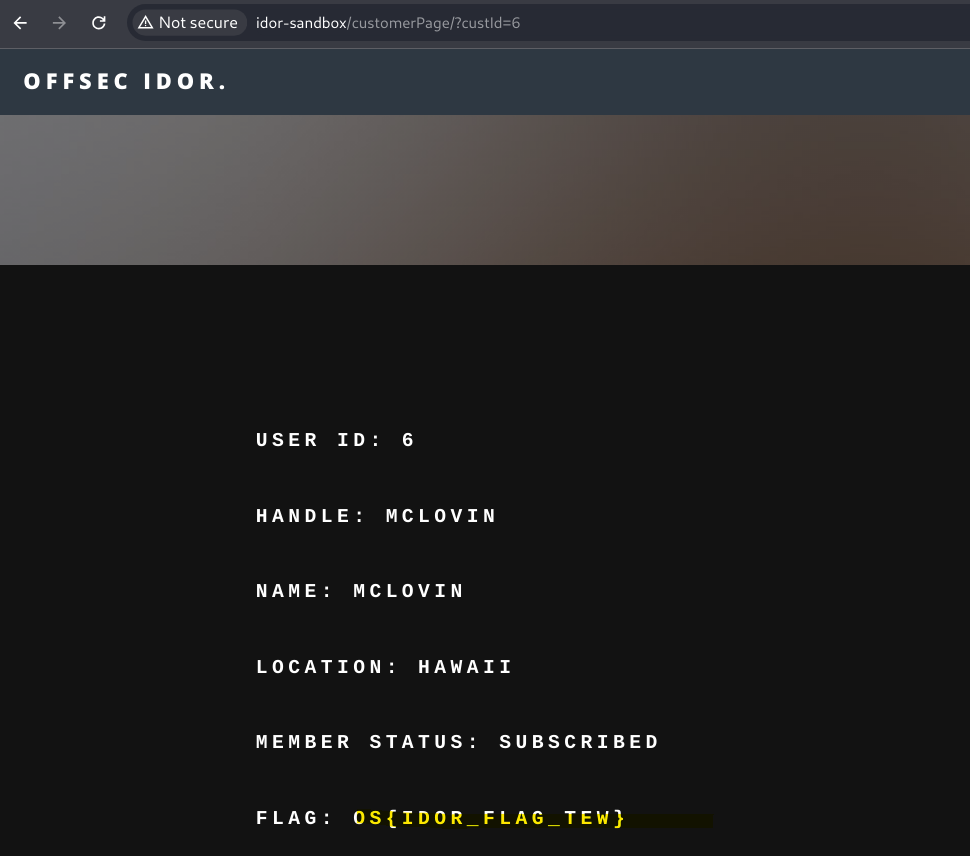 Not secure idor-sandbox/customerPage/?custId=6
OFFSEC IDOR.
USER ID: 6
HANDLE: MCLOVIN
NAME: MCLOVIN
LOCATION: HAWAII
MEMBER STATUS: SUBSCRIBED
FLAG: OS{IDOR_FLAG_TEW}